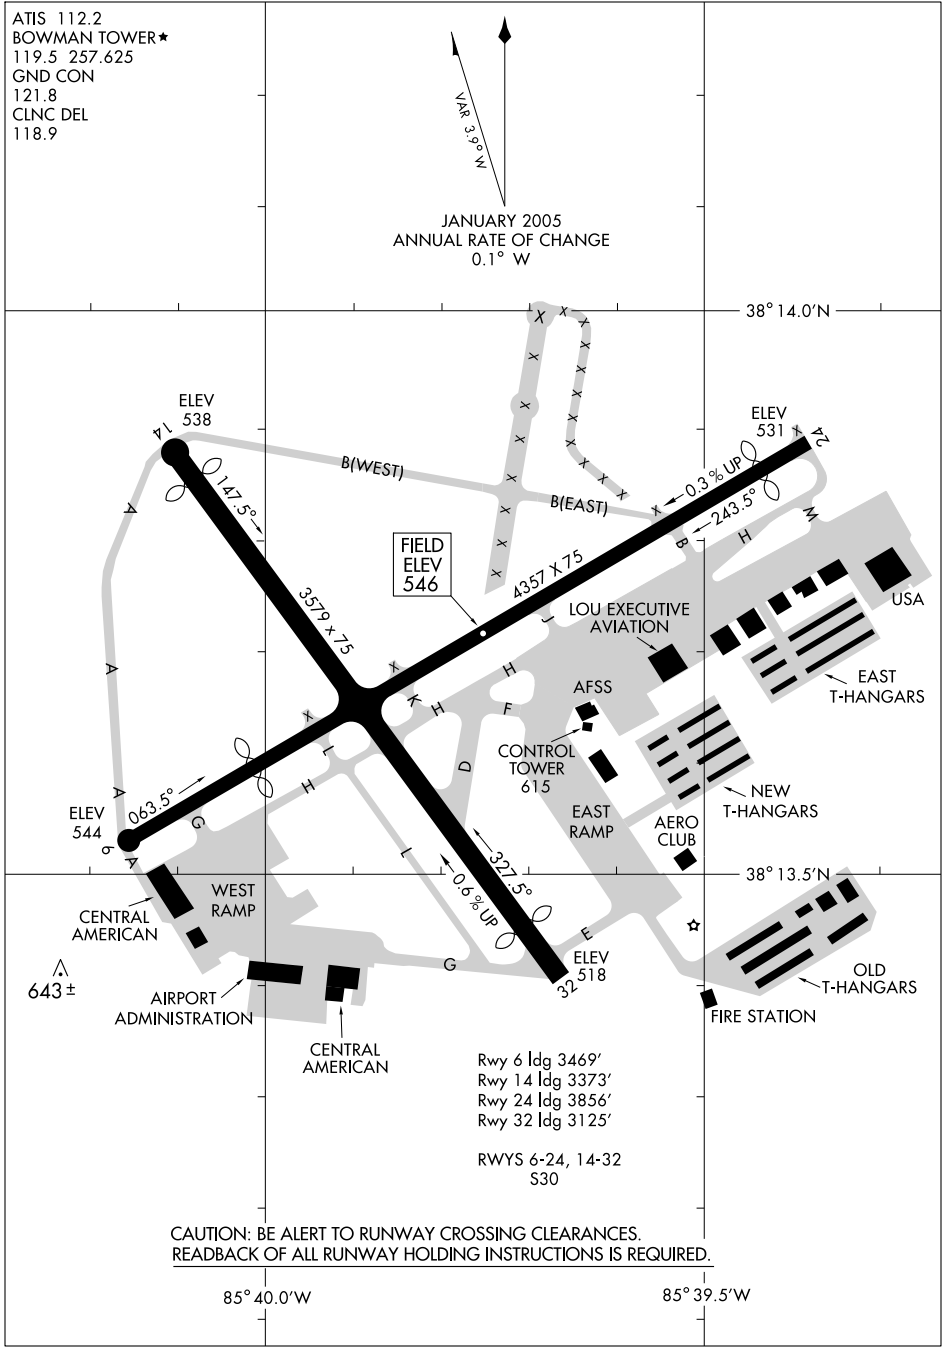 ATIS 112.2
BOWMAN TOWER★
119.5 257.625
GND CON
121.8
CLNC DEL
118.9
VAR 3.9° W
JANUARY 2005
ANNUAL RATE OF CHANGE
0.1° W
38° 14.0'N
X X X X X X X X X X X X X X X X X
ELEV
538
14
ELEV
531
X
24
B(WEST)
B(EAST)
147.5°
0.3 % UP
243.5°
A
X
B
H
M
FIELD
ELEV
546
4357 X 75
3579 x 75
LOU EXECUTIVE
AVIATION
USA
J
A
X
H
K
H
F
AFSS
EAST
T-HANGARS
X
L
H
D
CONTROL
TOWER
615
063.5°
A
ELEV
544
6
A
G
EAST
RAMP
NEW
T-HANGARS
AERO
CLUB
L
327.5°
0.6 % UP
38° 13.5'N
WEST
RAMP
CENTRAL
AMERICAN
E
G
643 ±
ELEV
518
32
OLD
T-HANGARS
AIRPORT
ADMINISTRATION
FIRE STATION
CENTRAL
AMERICAN
Rwy 6 ldg 3469'
Rwy 14 ldg 3373'
Rwy 24 ldg 3856'
Rwy 32 ldg 3125'
RWYS 6-24, 14-32
S30
CAUTION: BE ALERT TO RUNWAY CROSSING CLEARANCES.
READBACK OF ALL RUNWAY HOLDING INSTRUCTIONS IS REQUIRED.
85° 40.0'W
85° 39.5'W